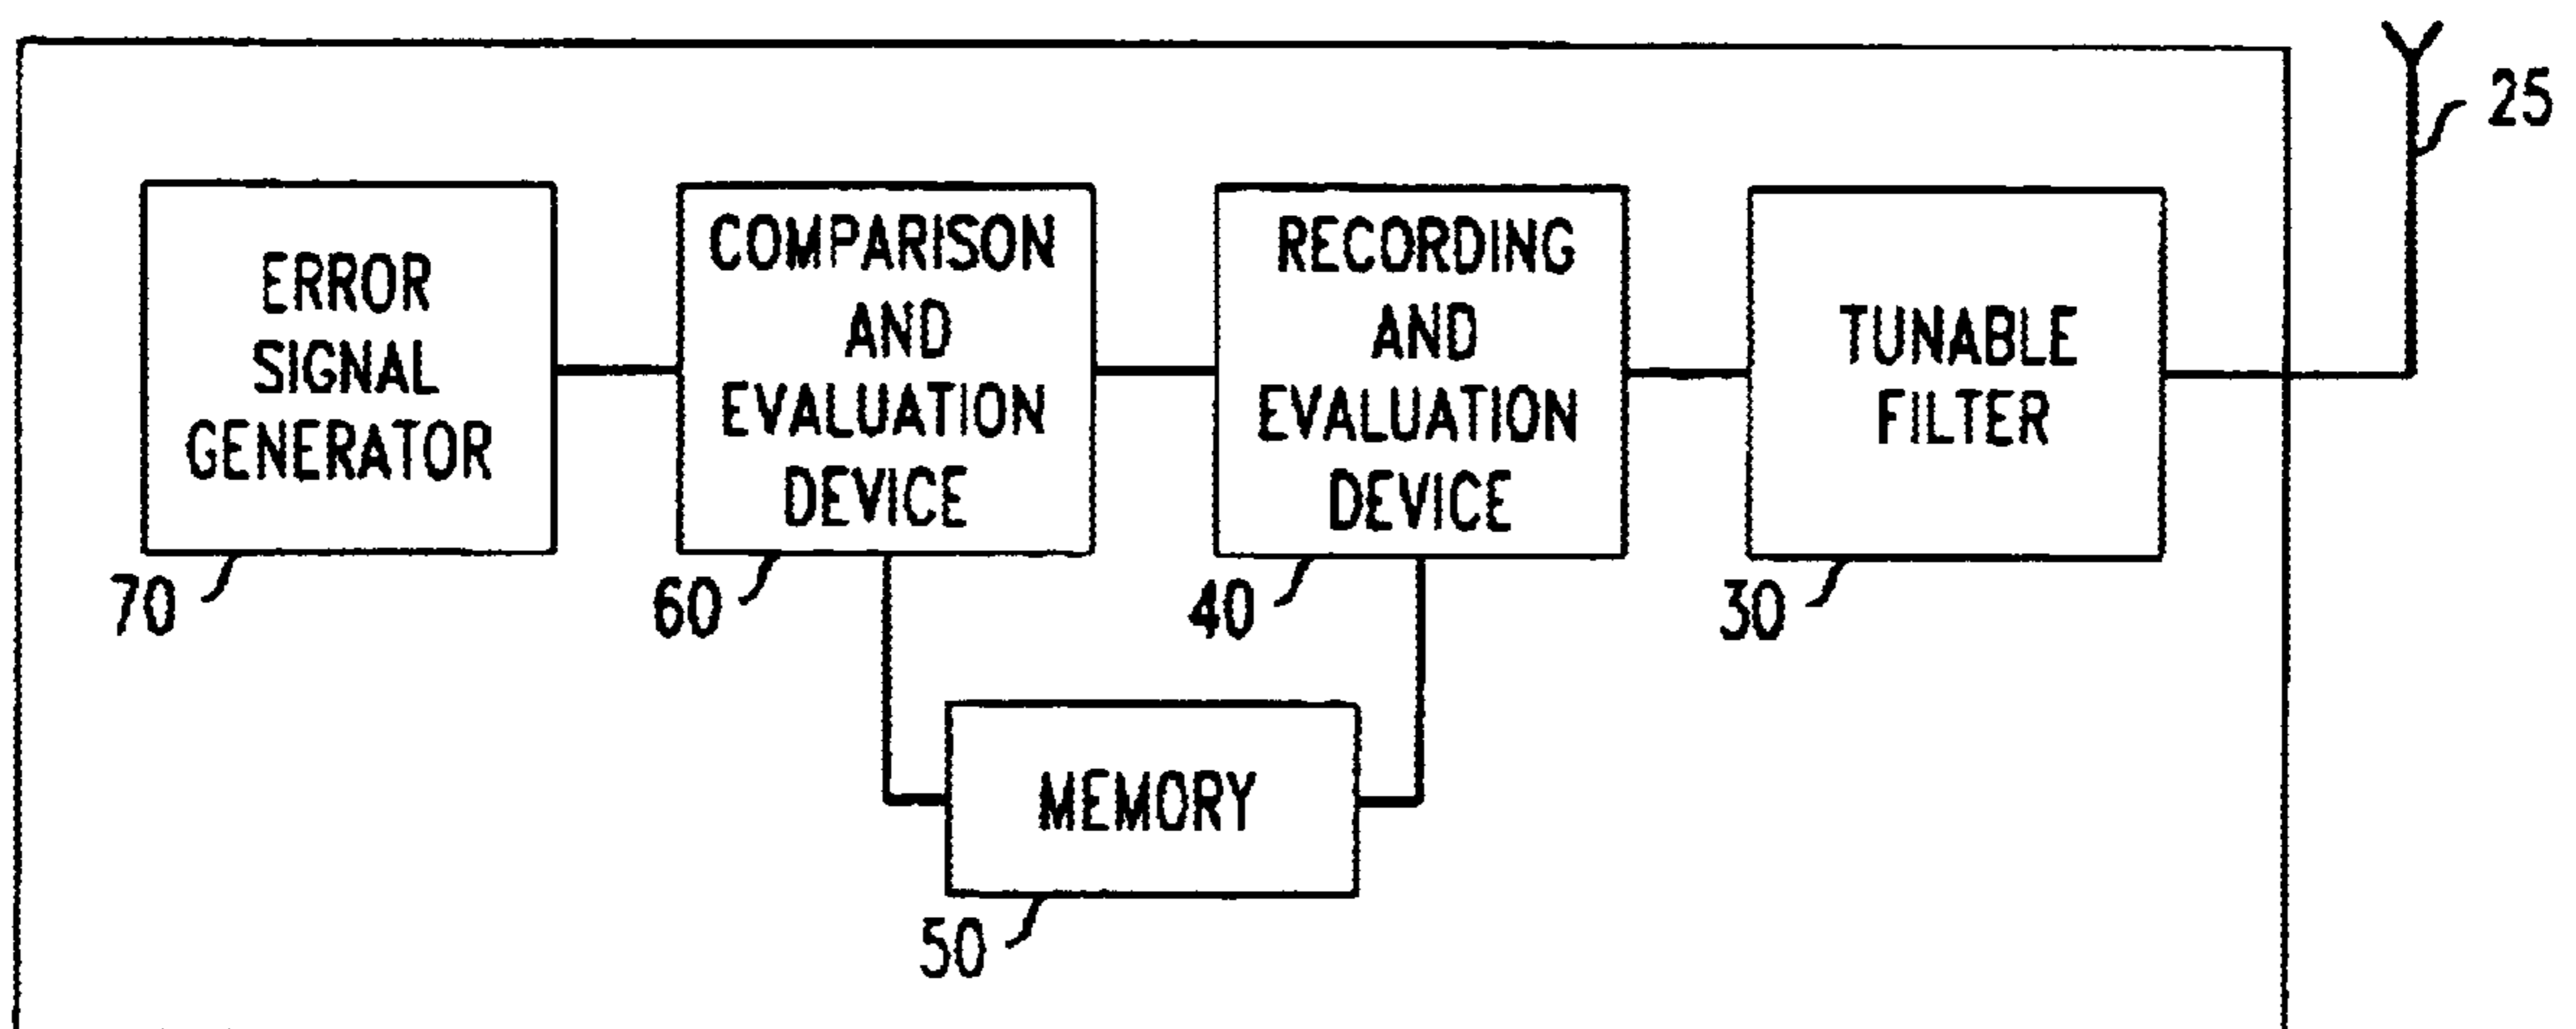 25
ERROR
SIGNAL
GENERATOR
70
COMPARISON
AND
EVALUATION
DEVICE
60
RECORDING
AND
EVALUATION
DEVICE
40
TUNABLE
FILTER
30
MEMORY
50